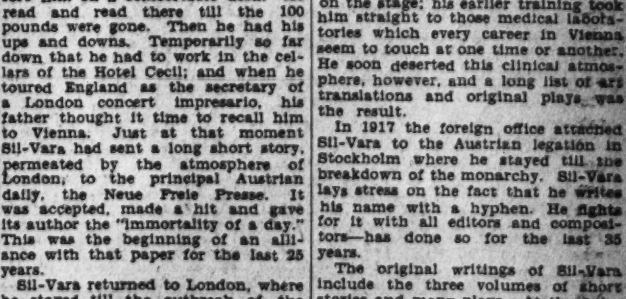 read and read there till the 100
pounds were gone. Then he had his
ups and downs. Temporarily so far
down that he had to work in the cel-
lars of the Hotel Cecil; and when he
toured England as the secretary of
a London concert impresario, his
father thought it time to recall him
to Vienna. Just at that moment
Sil-Vara had sent a long short story,
permeated by the atmosphere of
London, to the principal Austrian
daily, the Neue Freie Presse. It
was accepted, made a hit and gave
its author the "immortality of a day."
This was the beginning of an alli-
ance with that paper for the last 25
years.
Sil-Vara returned to London, where
he stayed till the outbreak of the
on the stage; his earlier training took
him straight to those medical labora-
tories which every career in Vienna
seem to touch at one time or another.
He soon deserted this clinical atmos-
phere, however, and a long list of art
translations and original plays was
the result.
In 1917 the foreign office attached
Sil-Vara to the Austrian legation in
Stockholm where he stayed till the
breakdown of the monarchy. Sil-Vara
lays stress on the fact that he writes
his name with a hyphen. He fights
for it with all editors and composi-
tors—has done so for the last 35
years.
The original writings of Sil-Vara
include the three volumes of short